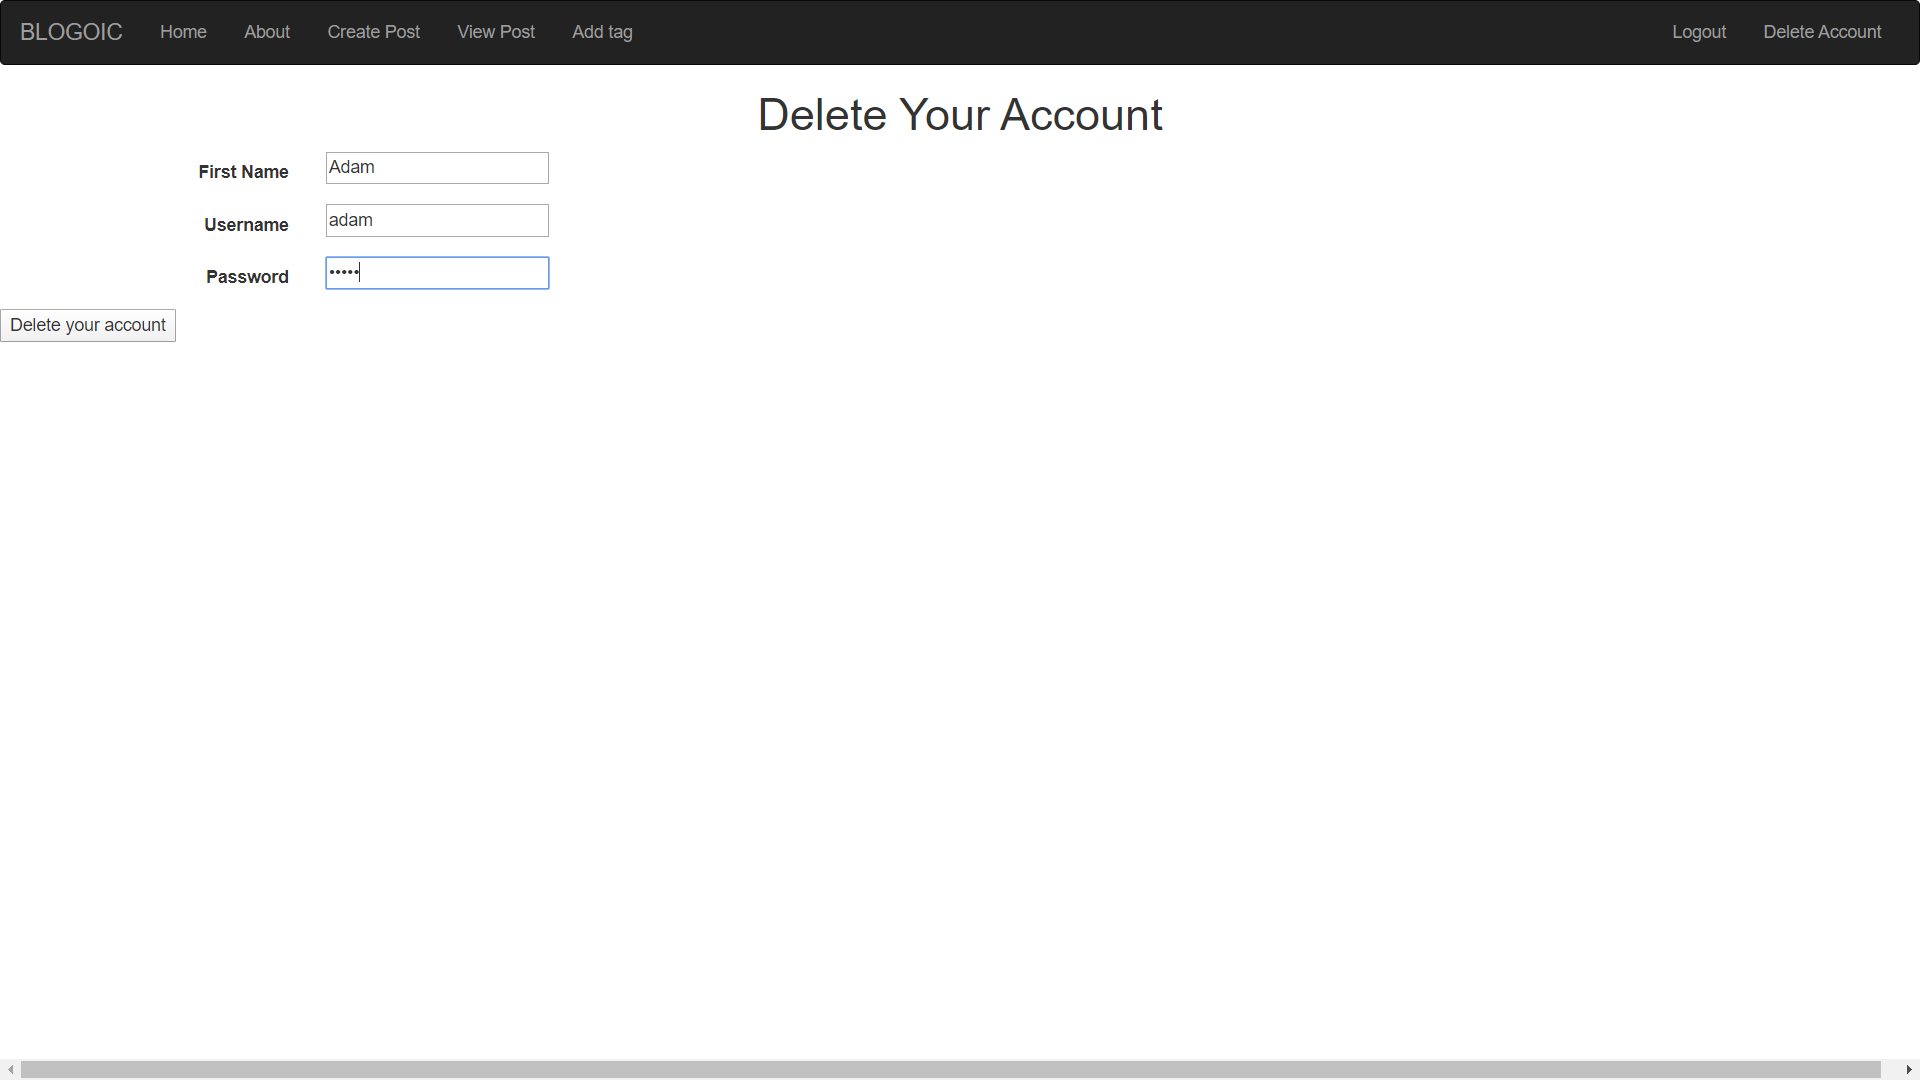 BLOGOIC Home About Create Post View Post Add tag Logout Delete Account
Delete Your Account
First Name Adam
Username adam
Password •••••
Delete your account